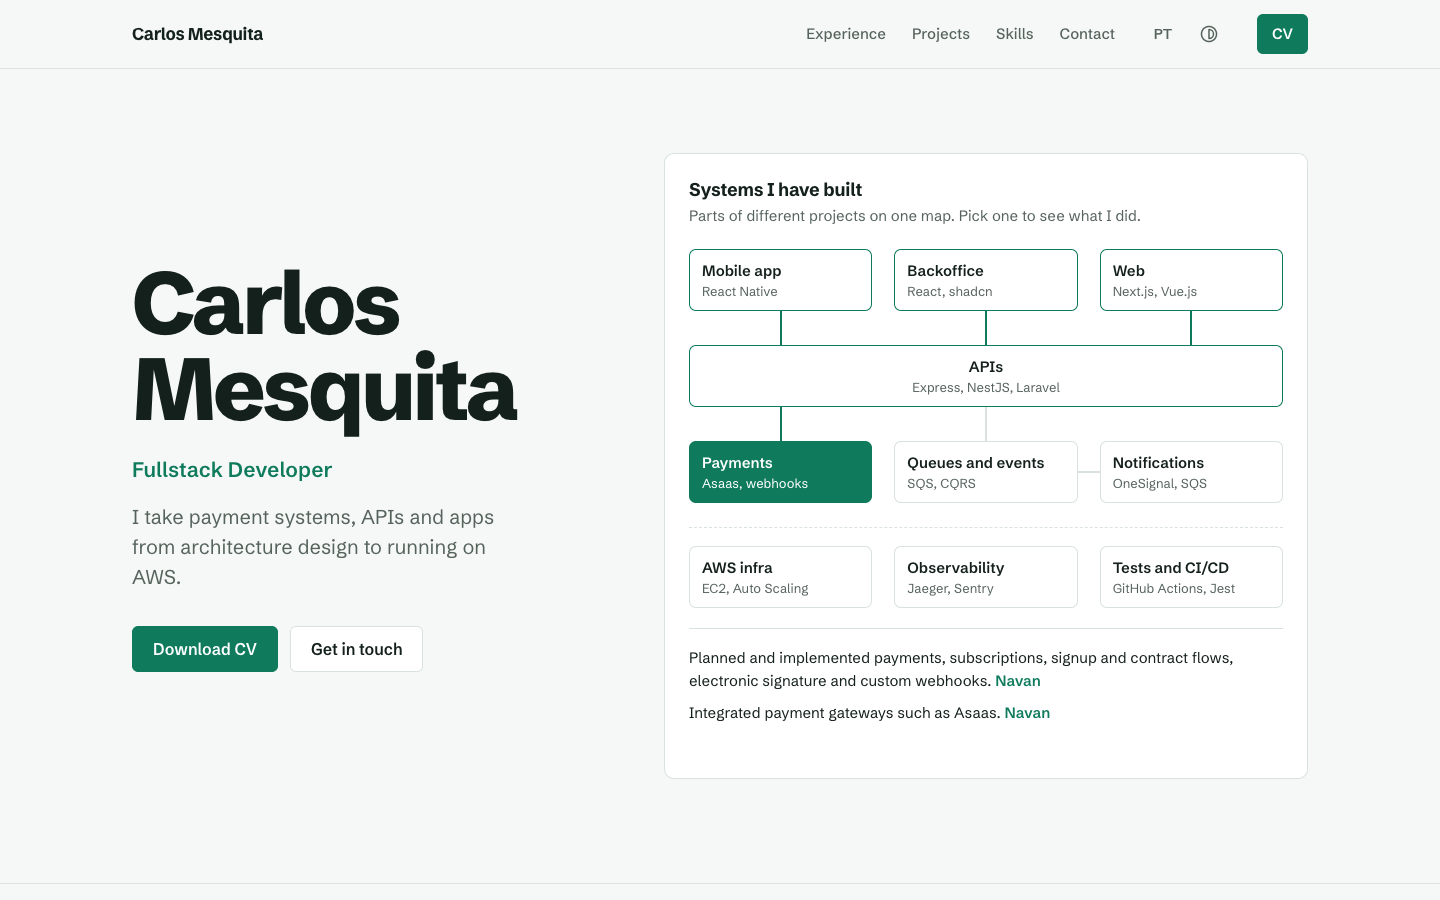 Carlos Mesquita
Experience
Projects
Skills
Contact
PT
CV
Carlos
Mesquita
Fullstack Developer
I take payment systems, APIs and apps
from architecture design to running on
AWS.
Download CV
Get in touch
Systems I have built
Parts of different projects on one map. Pick one to see what I did.
Mobile app
React Native
Backoffice
React, shadcn
Web
Next.js, Vue.js
APIs
Express, NestJS, Laravel
Payments
Asaas, webhooks
Queues and events
SQS, CQRS
Notifications
OneSignal, SQS
AWS infra
EC2, Auto Scaling
Observability
Jaeger, Sentry
Tests and CI/CD
GitHub Actions, Jest
Planned and implemented payments, subscriptions, signup and contract flows,
electronic signature and custom webhooks. Navan
Integrated payment gateways such as Asaas. Navan